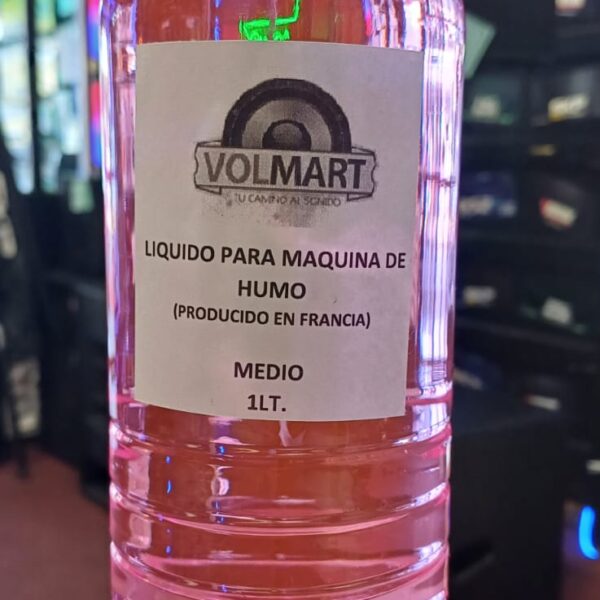 VOLMART
TU CAMINO AL SONIDO
LIQUIDO PARA MAQUINA DE
HUMO
(PRODUCIDO EN FRANCIA)
MEDIO
1LT.